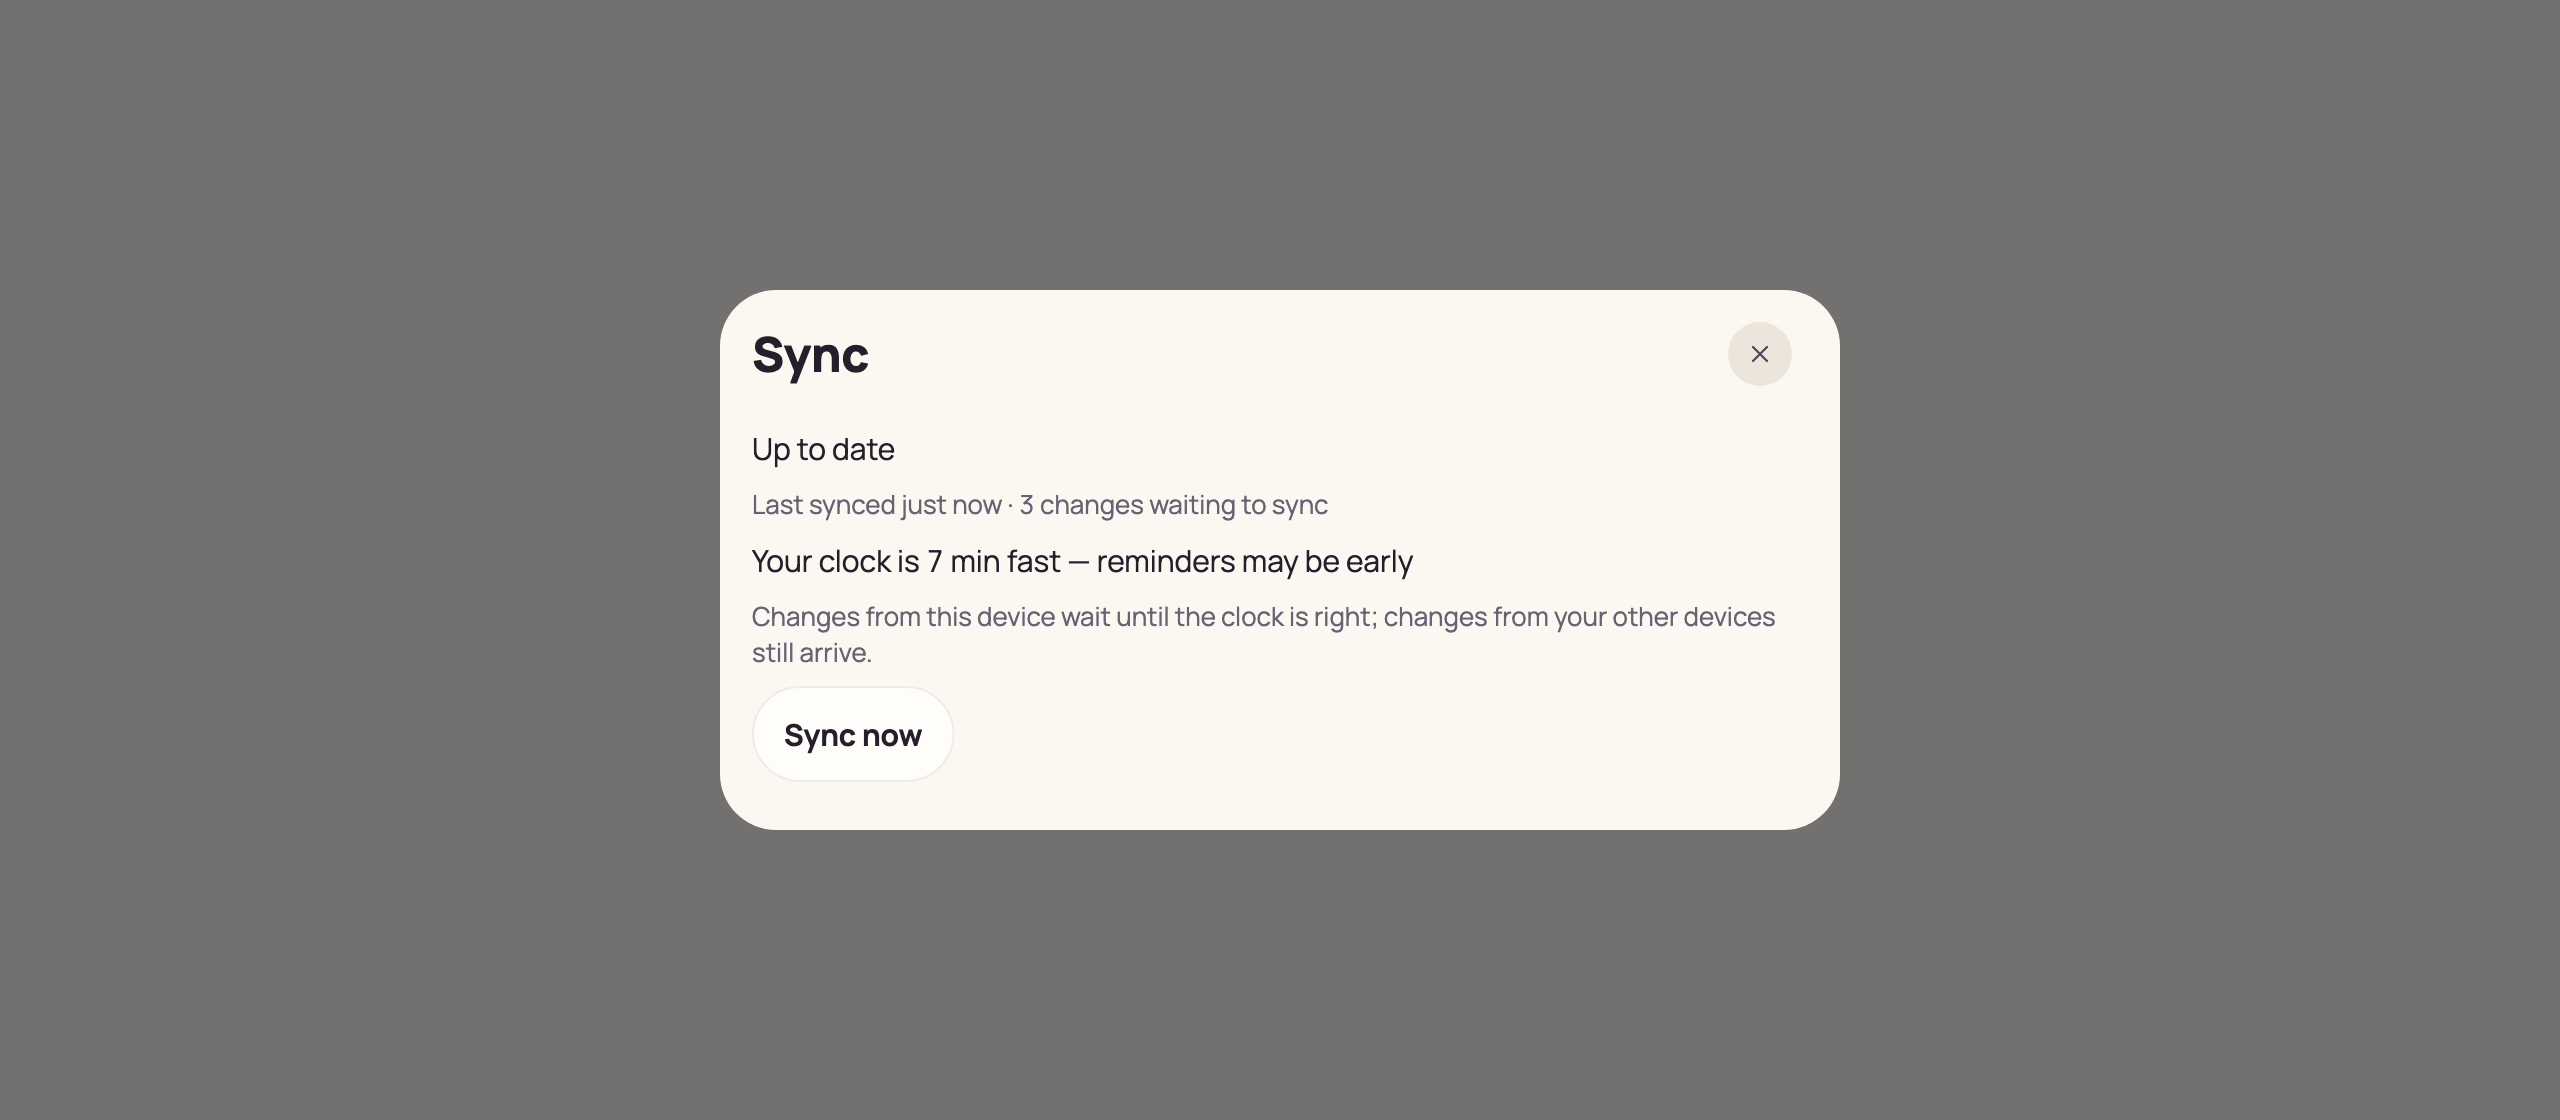 Sync
Up to date
Last synced just now · 3 changes waiting to sync
Your clock is 7 min fast — reminders may be early
Changes from this device wait until the clock is right; changes from your other devices
still arrive.
Sync now